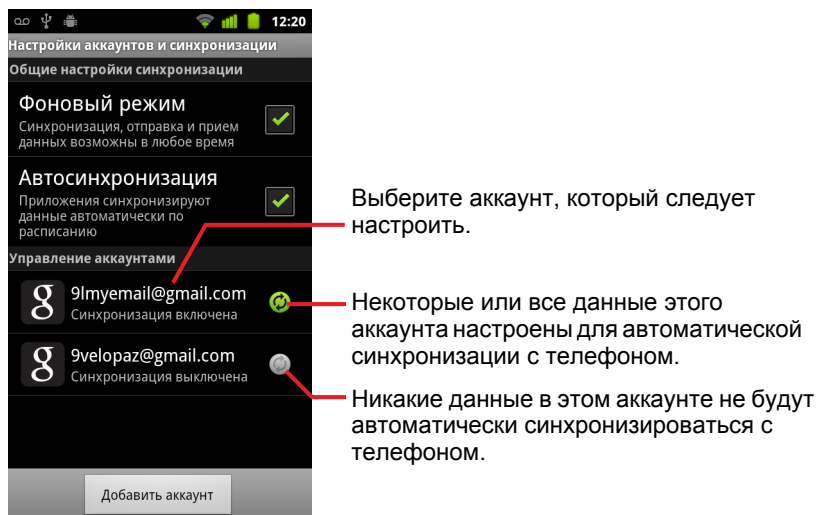 12:20
Настройки аккаунтов и синхронизации
Общие настройки синхронизации
Фоновый режим
Синхронизация, отправка и прием
данных возможны в любое время
Автосинхронизация
Приложения синхронизируют
данные автоматически по
расписанию
Управление аккаунтами
9lmyemail@gmail.com
Синхронизация включена
9velopaz@gmail.com
Синхронизация выключена
Добавить аккаунт
Выберите аккаунт, который следует
настроить.
Некоторые или все данные этого
аккаунта настроены для автоматической
синхронизации с телефоном.
Никакие данные в этом аккаунте не будут
автоматически синхронизироваться с
телефоном.